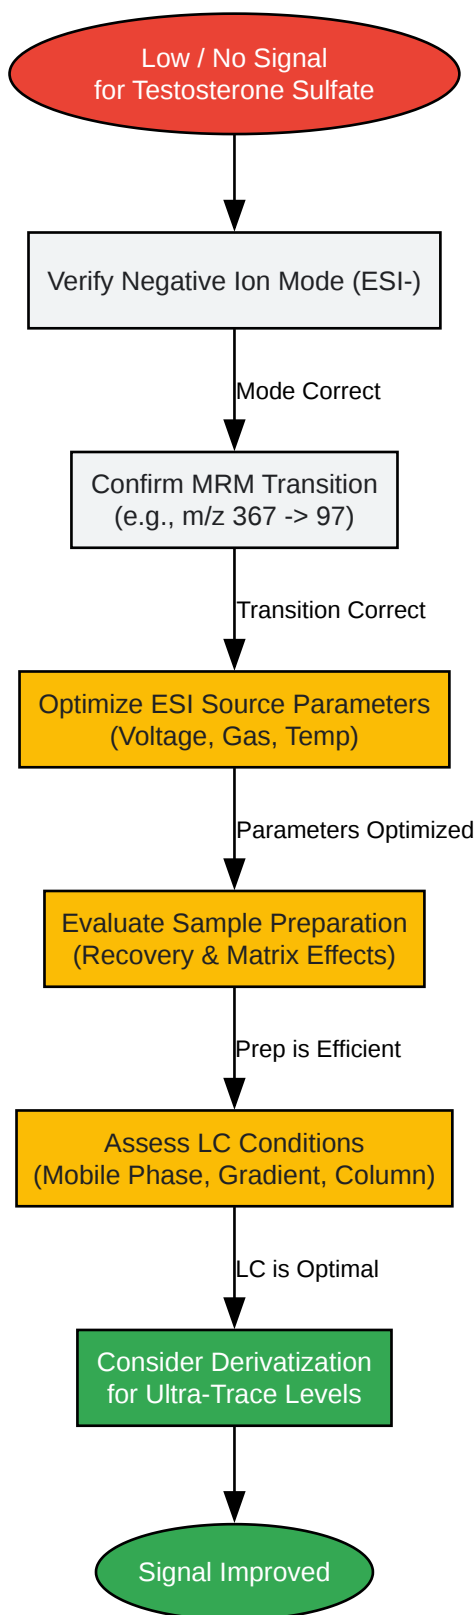 Low / No Signal
for Testosterone Sulfate
Verify Negative Ion Mode (ESI-)
Mode Correct
Confirm MRM Transition
(e.g., m/z 367 -> 97)
Transition Correct
Optimize ESI Source Parameters
(Voltage, Gas, Temp)
Parameters Optimized
Evaluate Sample Preparation
(Recovery & Matrix Effects)
Prep is Efficient
Assess LC Conditions
(Mobile Phase, Gradient, Column)
LC is Optimal
Consider Derivatization
for Ultra-Trace Levels
Signal Improved